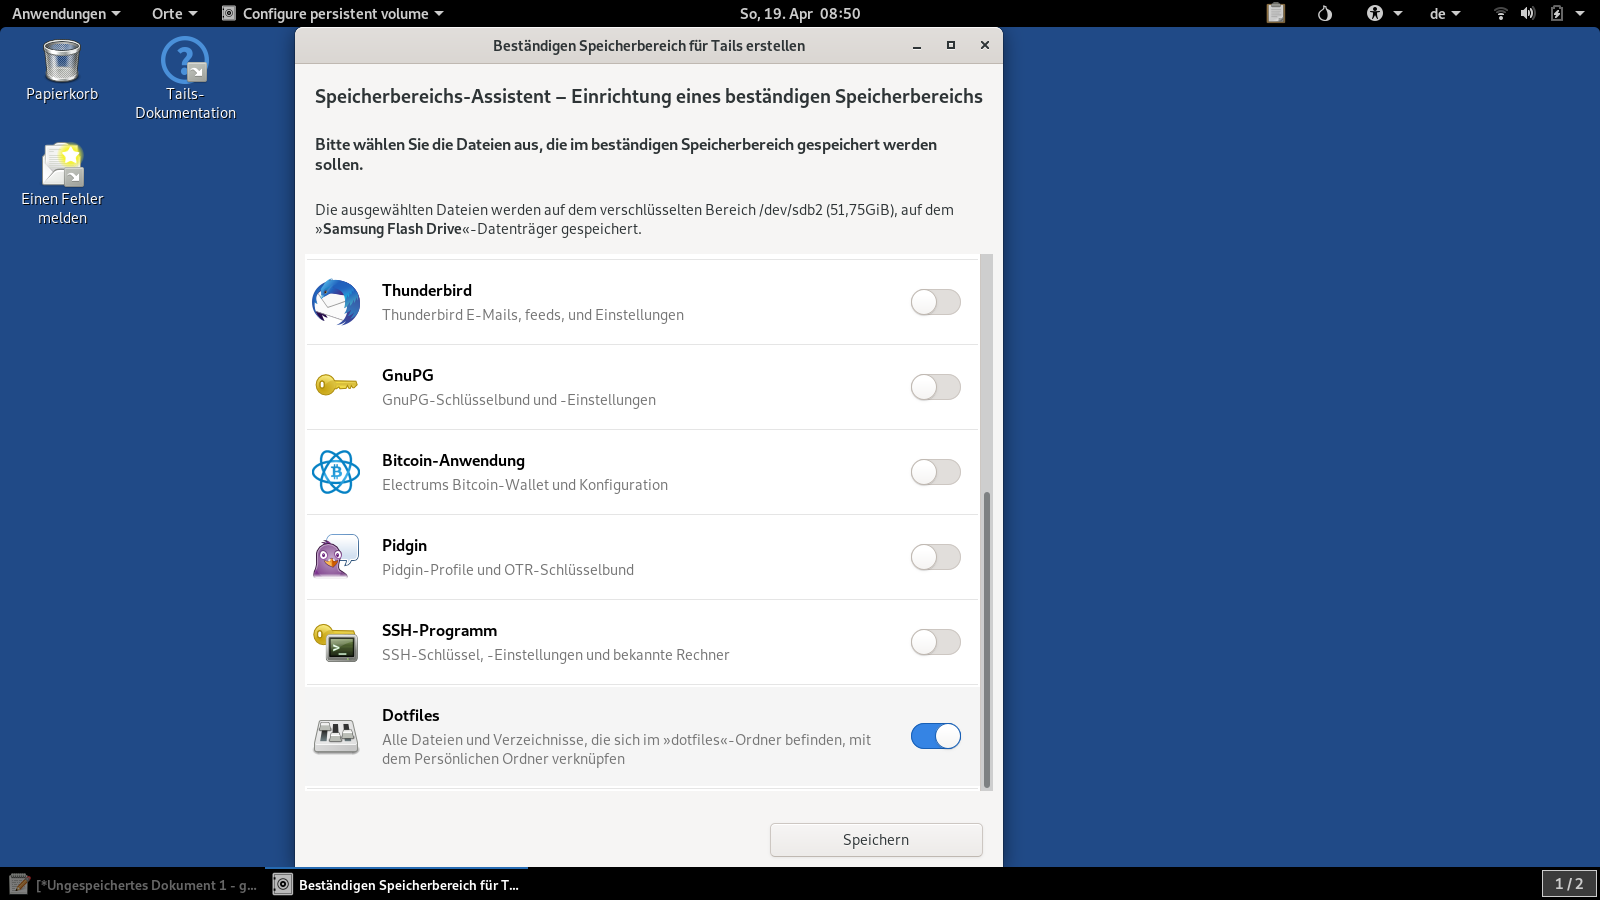 Anwendungen Orte Configure persistent volume So, 19. Apr 08:50 de
Papierkorb
Tails-
Dokumentation
Einen Fehler
melden
Beständigen Speicherbereich für Tails erstellen
Speicherbereichs-Assistent – Einrichtung eines beständigen Speicherbereichs
Bitte wählen Sie die Dateien aus, die im beständigen Speicherbereich gespeichert werden
sollen.
Die ausgewählten Dateien werden auf dem verschlüsselten Bereich /dev/sdb2 (51,75GiB), auf dem
»Samsung Flash Drive«-Datenträger gespeichert.
Thunderbird
Thunderbird E-Mails, feeds, und Einstellungen
GnuPG
GnuPG-Schlüsselbund und -Einstellungen
Bitcoin-Anwendung
Electrums Bitcoin-Wallet und Konfiguration
Pidgin
Pidgin-Profile und OTR-Schlüsselbund
SSH-Programm
SSH-Schlüssel, -Einstellungen und bekannte Rechner
Dotfiles
Alle Dateien und Verzeichnisse, die sich im »dotfiles«-Ordner befinden, mit
dem Persönlichen Ordner verknüpfen
Speichern
[*Ungespeichertes Dokument 1 - g... Beständigen Speicherbereich für T... 1 / 2